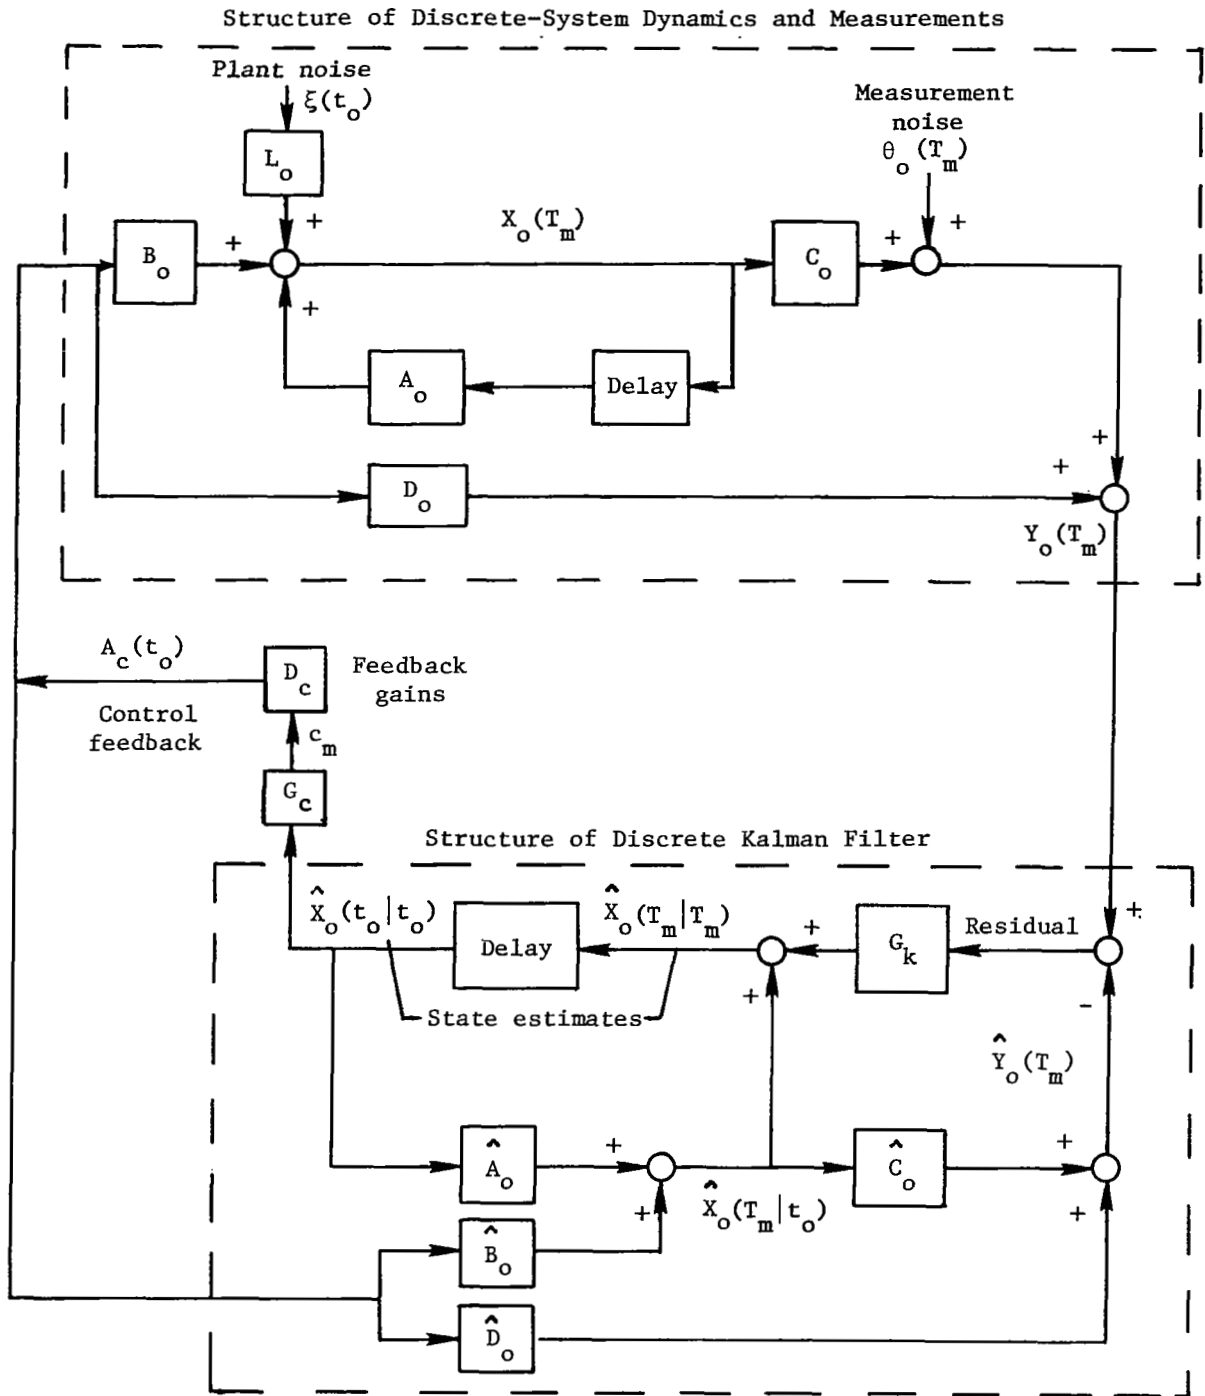 Structure of Discrete-System Dynamics and Measurements
Plant noise
ξ(t_o)
Measurement
noise
θ_o(T_m)
L_o
+
X_o(T_m)
+
B_o
+
C_o
+
+
A_o
Delay
+
+
D_o
Y_o(T_m)
A_c(t_o)
D_c
Feedback
gains
Control
feedback
c_m
G_c
Structure of Discrete Kalman Filter
X̂_o(t_o|t_o)
X̂_o(T_m|T_m)
+
Delay
+
G_k
Residual
+
-
State estimates
Ŷ_o(T_m)
Â_o
+
Ĉ_o
+
+
X̂_o(T_m|t_o)
+
B̂_o
D̂_o